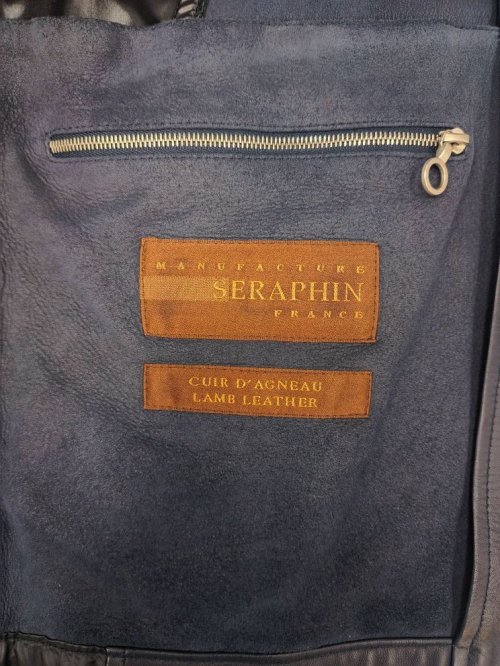 MANUFACTURE
SERAPHIN
FRANCE
CUIR D'AGNEAU
LAMB LEATHER